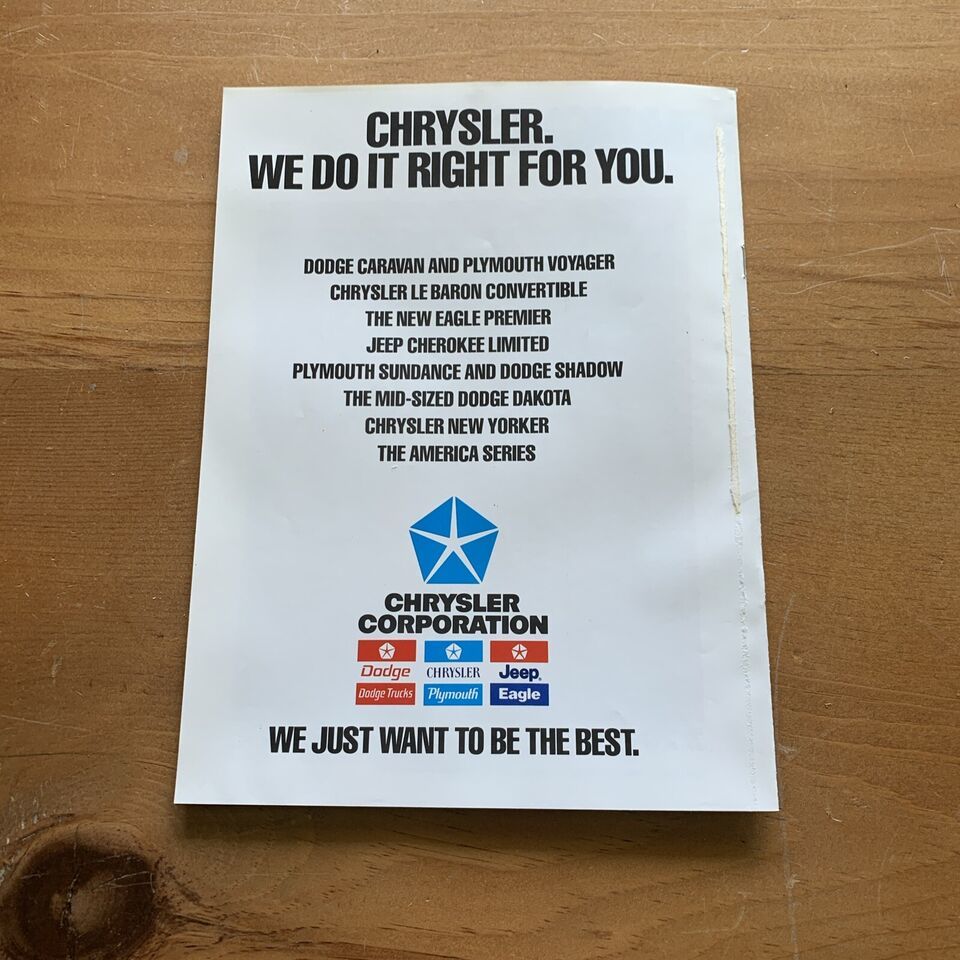 CHRYSLER.
WE DO IT RIGHT FOR YOU.
DODGE CARAVAN AND PLYMOUTH VOYAGER
CHRYSLER LE BARON CONVERTIBLE
THE NEW EAGLE PREMIER
JEEP CHEROKEE LIMITED
PLYMOUTH SUNDANCE AND DODGE SHADOW
THE MID-SIZED DODGE DAKOTA
CHRYSLER NEW YORKER
THE AMERICA SERIES
CHRYSLER
CORPORATION
Dodge CHRYSLER Jeep®
Dodge Trucks Plymouth Eagle
WE JUST WANT TO BE THE BEST.